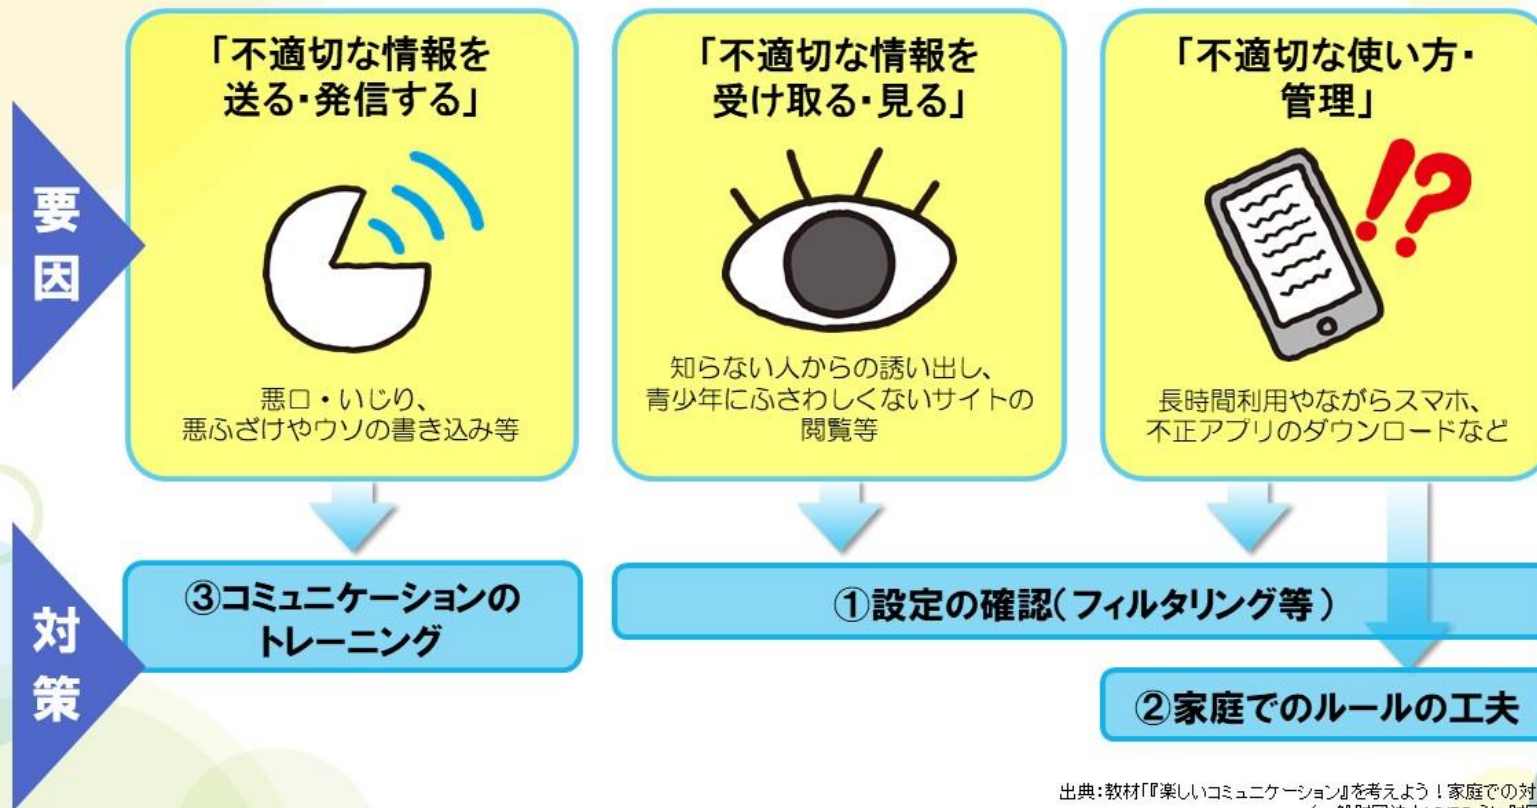 「不適切な情報を
送る・発信する」
「不適切な情報を
受け取る・見る」
「不適切な使い方・
管理」
要因
!?
悪口・いじり、
悪ふざけやウソの書き込み等
知らない人からの誘い出し、
青少年にふさわしくないサイトの
閲覧等
長時間利用やながらスマホ、
不正アプリのダウンロードなど
対策
③コミュニケーションの
トレーニング
①設定の確認(フィルタリング等)
②家庭でのルールの工夫
出典:教材「『楽しいコミュニケーション』を考えよう!家庭での対